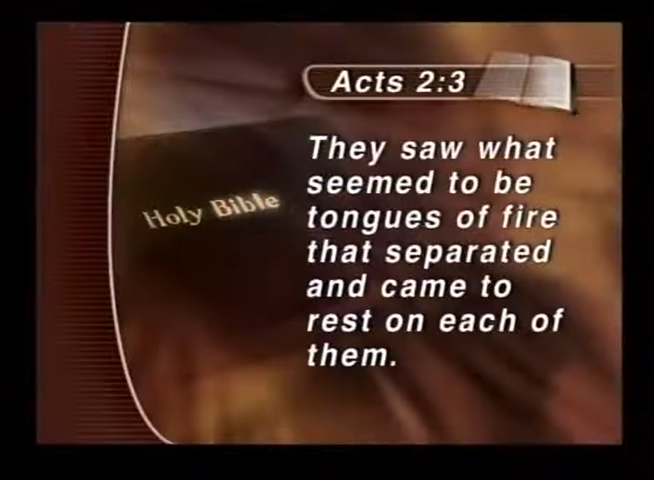 Acts 2:3
Holy Bible
They saw what
seemed to be
tongues of fire
that separated
and came to
rest on each of
them.